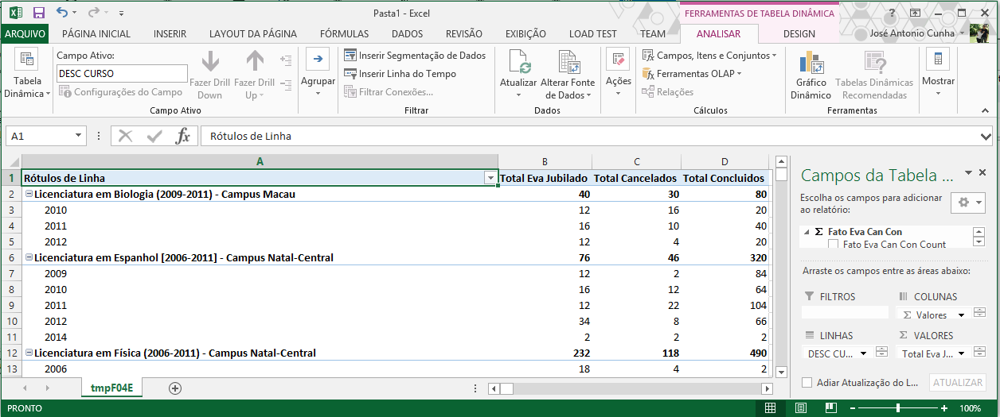 Pasta1 - Excel
FERRAMENTAS DE TABELA DINÂMICA
ARQUIVO PÁGINA INICIAL INSERIR LAYOUT DA PÁGINA FÓRMULAS DADOS REVISÃO EXIBIÇÃO LOAD TEST TEAM ANALISAR DESIGN José Antonio Cunha
Tabela Dinâmica
Campo Ativo:
DESC CURSO
Configurações do Campo
Fazer Drill Down
Fazer Drill Up
Campo Ativo
Agrupar
Inserir Segmentação de Dados
Inserir Linha do Tempo
Filtrar Conexões...
Filtrar
Atualizar
Alterar Fonte de Dados
Dados
Ações
Campos, Itens e Conjuntos
Ferramentas OLAP
Relações
Cálculos
Gráfico Dinâmico
Tabelas Dinâmicas Recomendadas
Ferramentas
Mostrar
A1 fx Rótulos de Linha
A B C D
1 Rótulos de Linha Total Eva Jubilado Total Cancelados Total Concluidos
2 Licenciatura em Biologia (2009-2011) - Campus Macau 40 30 80
3 2010 12 16 20
4 2011 16 10 40
5 2012 12 4 20
6 Licenciatura em Espanhol [2006-2011] - Campus Natal-Central 76 46 320
7 2009 12 2 84
8 2010 16 12 64
9 2011 12 22 104
10 2012 34 8 66
11 2014 2 2 2
12 Licenciatura em Física (2006-2011) - Campus Natal-Central 232 118 490
13 2006 18 4 2
Campos da Tabela ...
Escolha os campos para adicionar
ao relatório:
Σ Fato Eva Can Con
Fato Eva Can Con Count
Arraste os campos entre as áreas abaixo:
FILTROS
COLUNAS
Σ Valores
LINHAS
DESC CU...
Σ VALORES
Total Eva J...
Adiar Atualização do L... ATUALIZAR
tmpF04E
PRONTO
100%